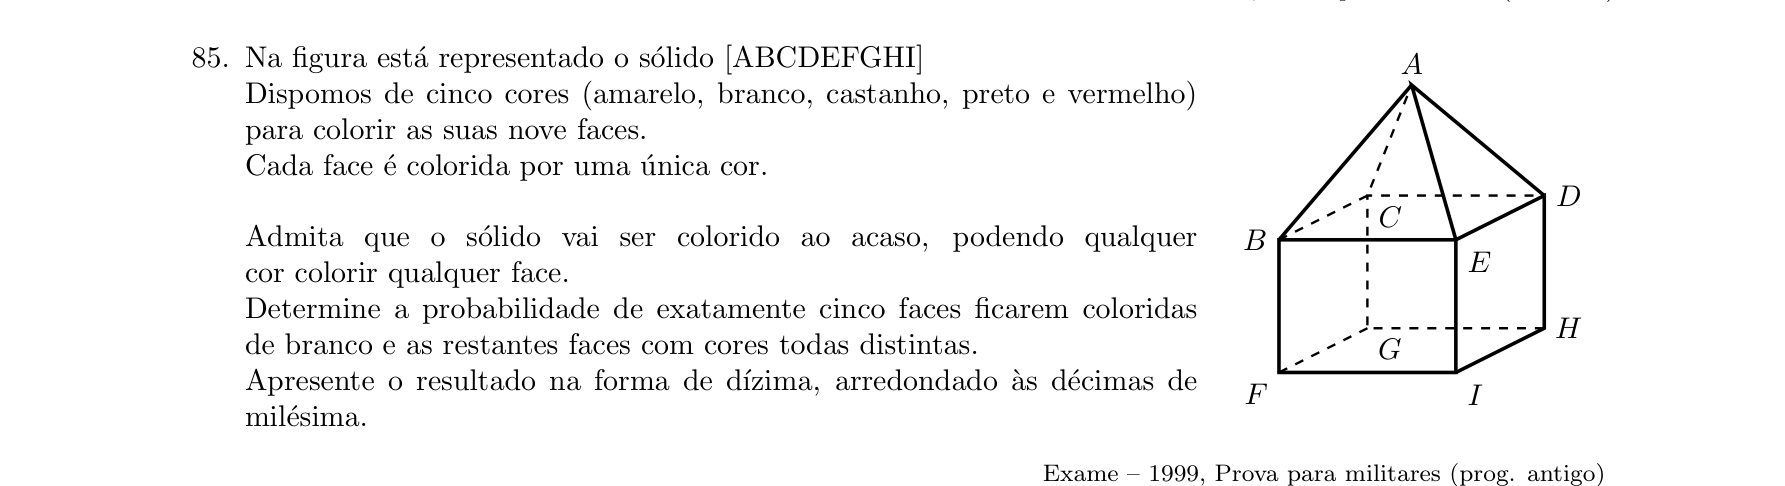 85. Na figura está representado o sólido [ABCDEFGHI]
Dispomos de cinco cores (amarelo, branco, castanho, preto e vermelho)
para colorir as suas nove faces.
Cada face é colorida por uma única cor.
Admita que o sólido vai ser colorido ao acaso, podendo qualquer
cor colorir qualquer face.
Determine a probabilidade de exatamente cinco faces ficarem coloridas
de branco e as restantes faces com cores todas distintas.
Apresente o resultado na forma de dízima, arredondado às décimas de
milésima.
A
D
C
B
E
H
G
F
I
Exame – 1999, Prova para militares (prog. antigo)